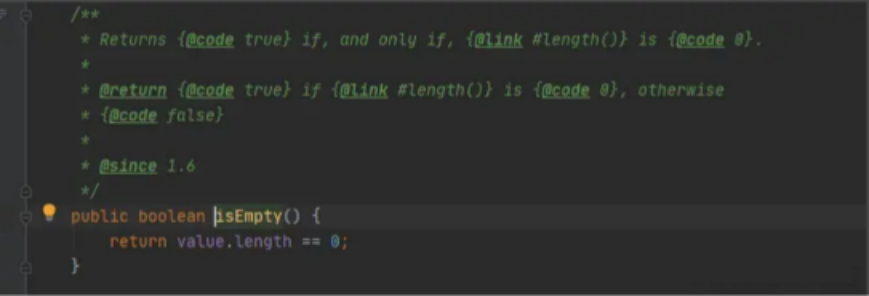 /**
* Returns {@code true} if, and only if, {@link #length()} is {@code 0}.
*
* @return {@code true} if {@link #length()} is {@code 0}, otherwise
* {@code false}
*
* @since 1.6
*/
public boolean isEmpty() {
return value.length == 0;
}